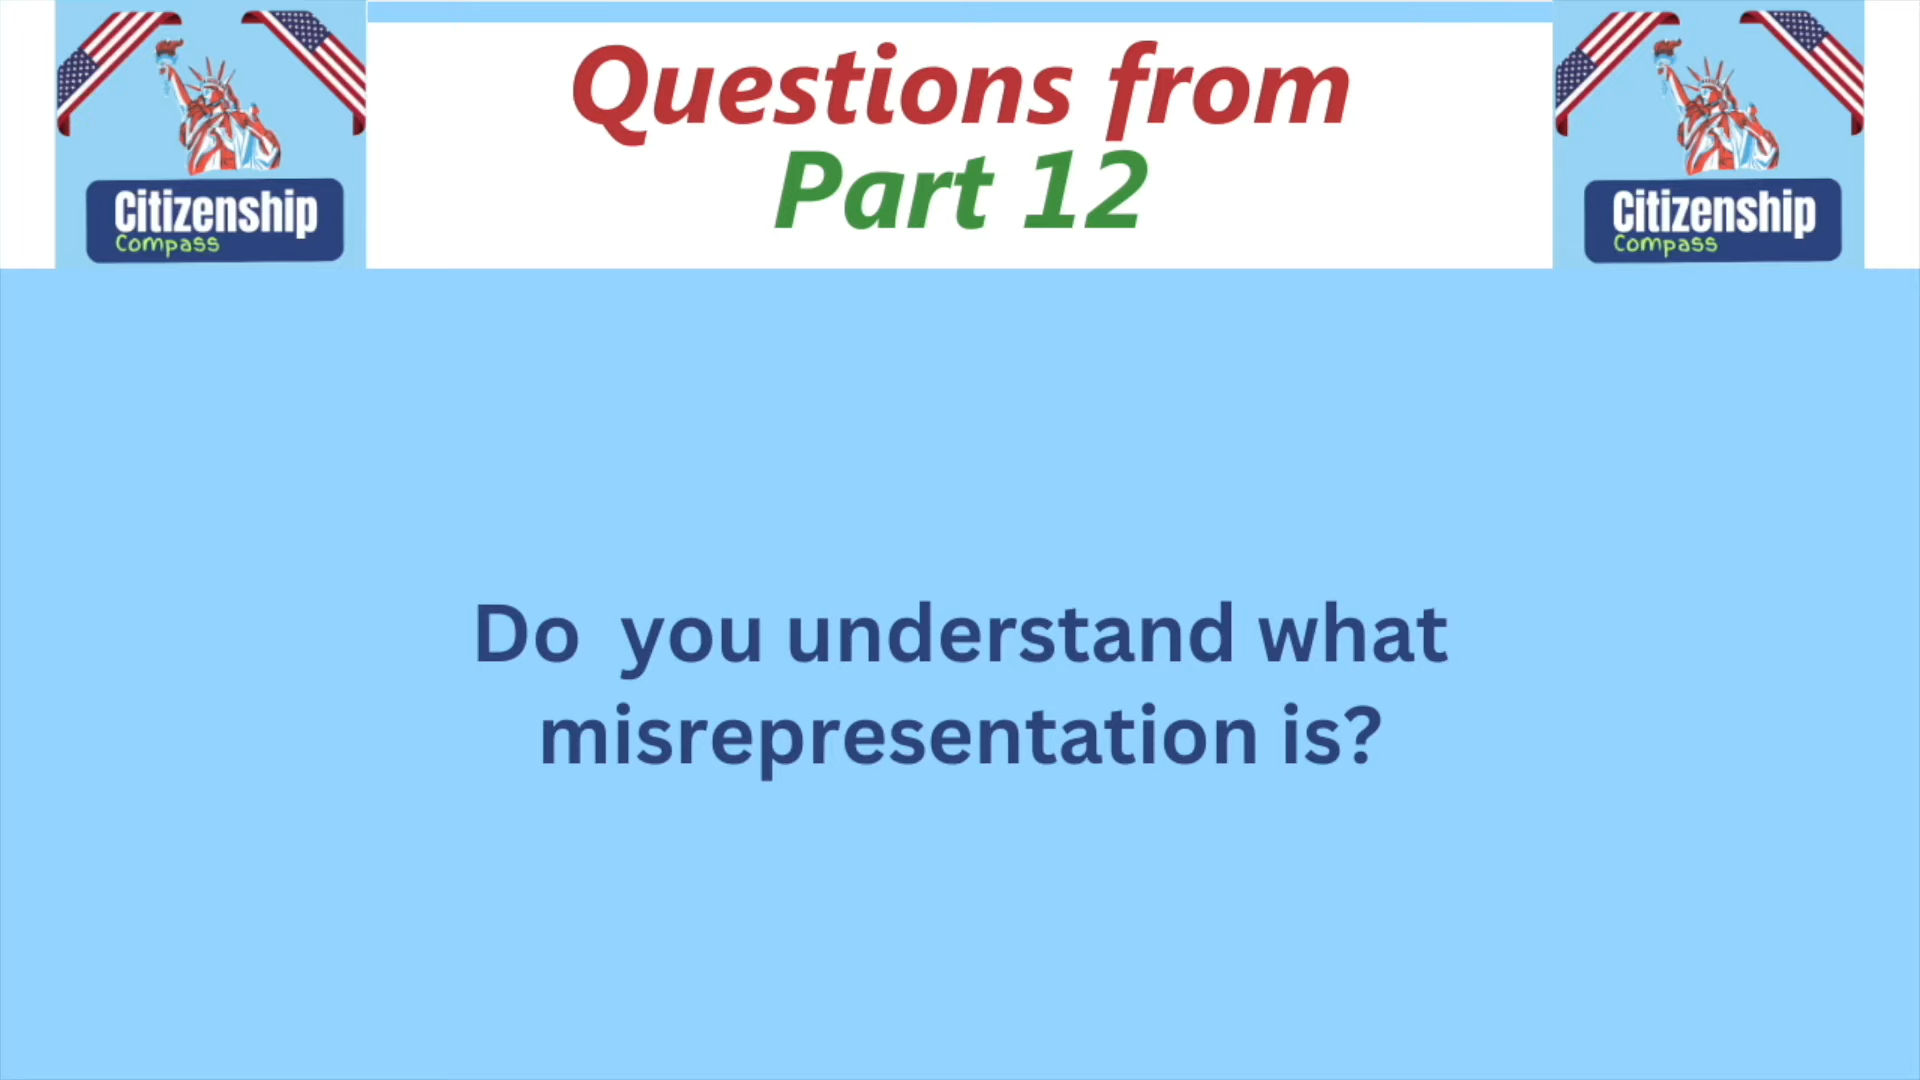 Questions from
Part 12
Citizenship
Compass
Citizenship
Compass
Do you understand what
misrepresentation is?